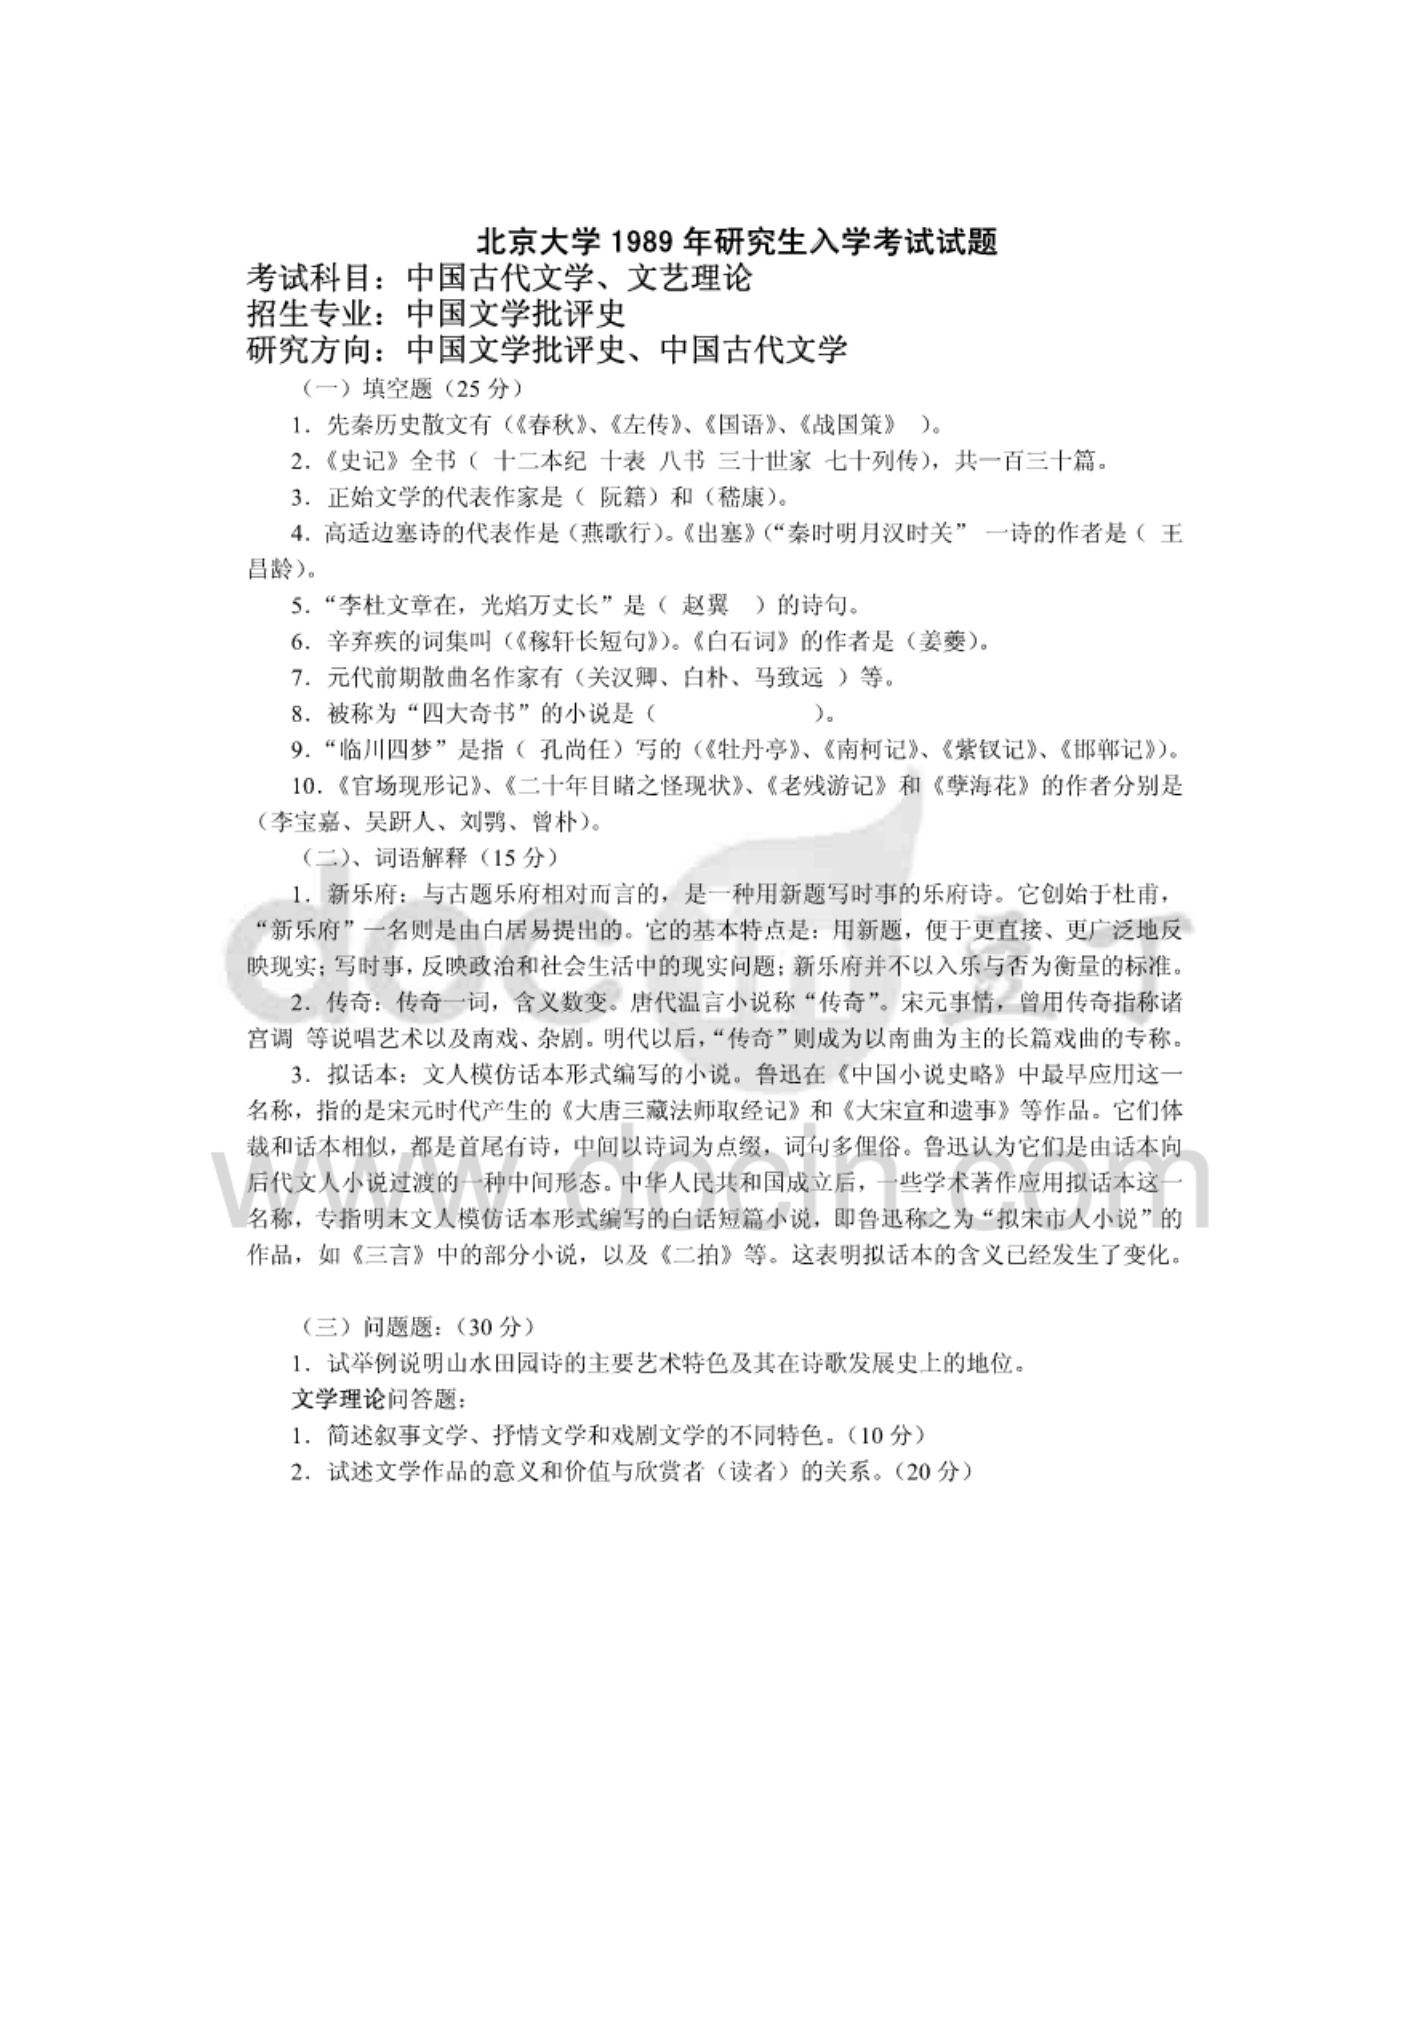 北京大学 1989 年研究生入学考试试题
考试科目：中国古代文学、文艺理论
招生专业：中国文学批评史
研究方向：中国文学批评史、中国古代文学
（一）填空题（25 分）
1．先秦历史散文有（《春秋》、《左传》、《国语》、《战国策》 ）。
2．《史记》全书（ 十二本纪 十表 八书 三十世家 七十列传），共一百三十篇。
3．正始文学的代表作家是（ 阮籍）和（嵇康）。
4．高适边塞诗的代表作是（燕歌行）。《出塞》（“秦时明月汉时关” 一诗的作者是（ 王
昌龄）。
5．“李杜文章在，光焰万丈长”是（ 赵翼 ）的诗句。
6．辛弃疾的词集叫（《稼轩长短句》）。《白石词》的作者是（姜夔）。
7．元代前期散曲名作家有（关汉卿、白朴、马致远 ）等。
8．被称为“四大奇书”的小说是（ ）。
9．“临川四梦”是指（ 孔尚任）写的（《牡丹亭》、《南柯记》、《紫钗记》、《邯郸记》）。
10．《官场现形记》、《二十年目睹之怪现状》、《老残游记》和《孽海花》的作者分别是
（李宝嘉、吴趼人、刘鹗、曾朴）。
（二）、词语解释（15 分）
1．新乐府：与古题乐府相对而言的，是一种用新题写时事的乐府诗。它创始于杜甫，
“新乐府”一名则是由白居易提出的。它的基本特点是：用新题，便于更直接、更广泛地反
映现实；写时事，反映政治和社会生活中的现实问题；新乐府并不以入乐与否为衡量的标准。
2．传奇：传奇一词，含义数变。唐代温言小说称“传奇”。宋元事情，曾用传奇指称诸
宫调 等说唱艺术以及南戏、杂剧。明代以后，“传奇”则成为以南曲为主的长篇戏曲的专称。
3．拟话本：文人模仿话本形式编写的小说。鲁迅在《中国小说史略》中最早应用这一
名称，指的是宋元时代产生的《大唐三藏法师取经记》和《大宋宣和遗事》等作品。它们体
裁和话本相似，都是首尾有诗，中间以诗词为点缀，词句多俚俗。鲁迅认为它们是由话本向
后代文人小说过渡的一种中间形态。中华人民共和国成立后，一些学术著作应用拟话本这一
名称，专指明末文人模仿话本形式编写的白话短篇小说，即鲁迅称之为“拟宋市人小说”的
作品，如《三言》中的部分小说，以及《二拍》等。这表明拟话本的含义已经发生了变化。
（三）问题题：（30 分）
1．试举例说明山水田园诗的主要艺术特色及其在诗歌发展史上的地位。
文学理论问答题：
1．简述叙事文学、抒情文学和戏剧文学的不同特色。（10 分）
2．试述文学作品的意义和价值与欣赏者（读者）的关系。（20 分）
doc 豆丁
www.docin.com